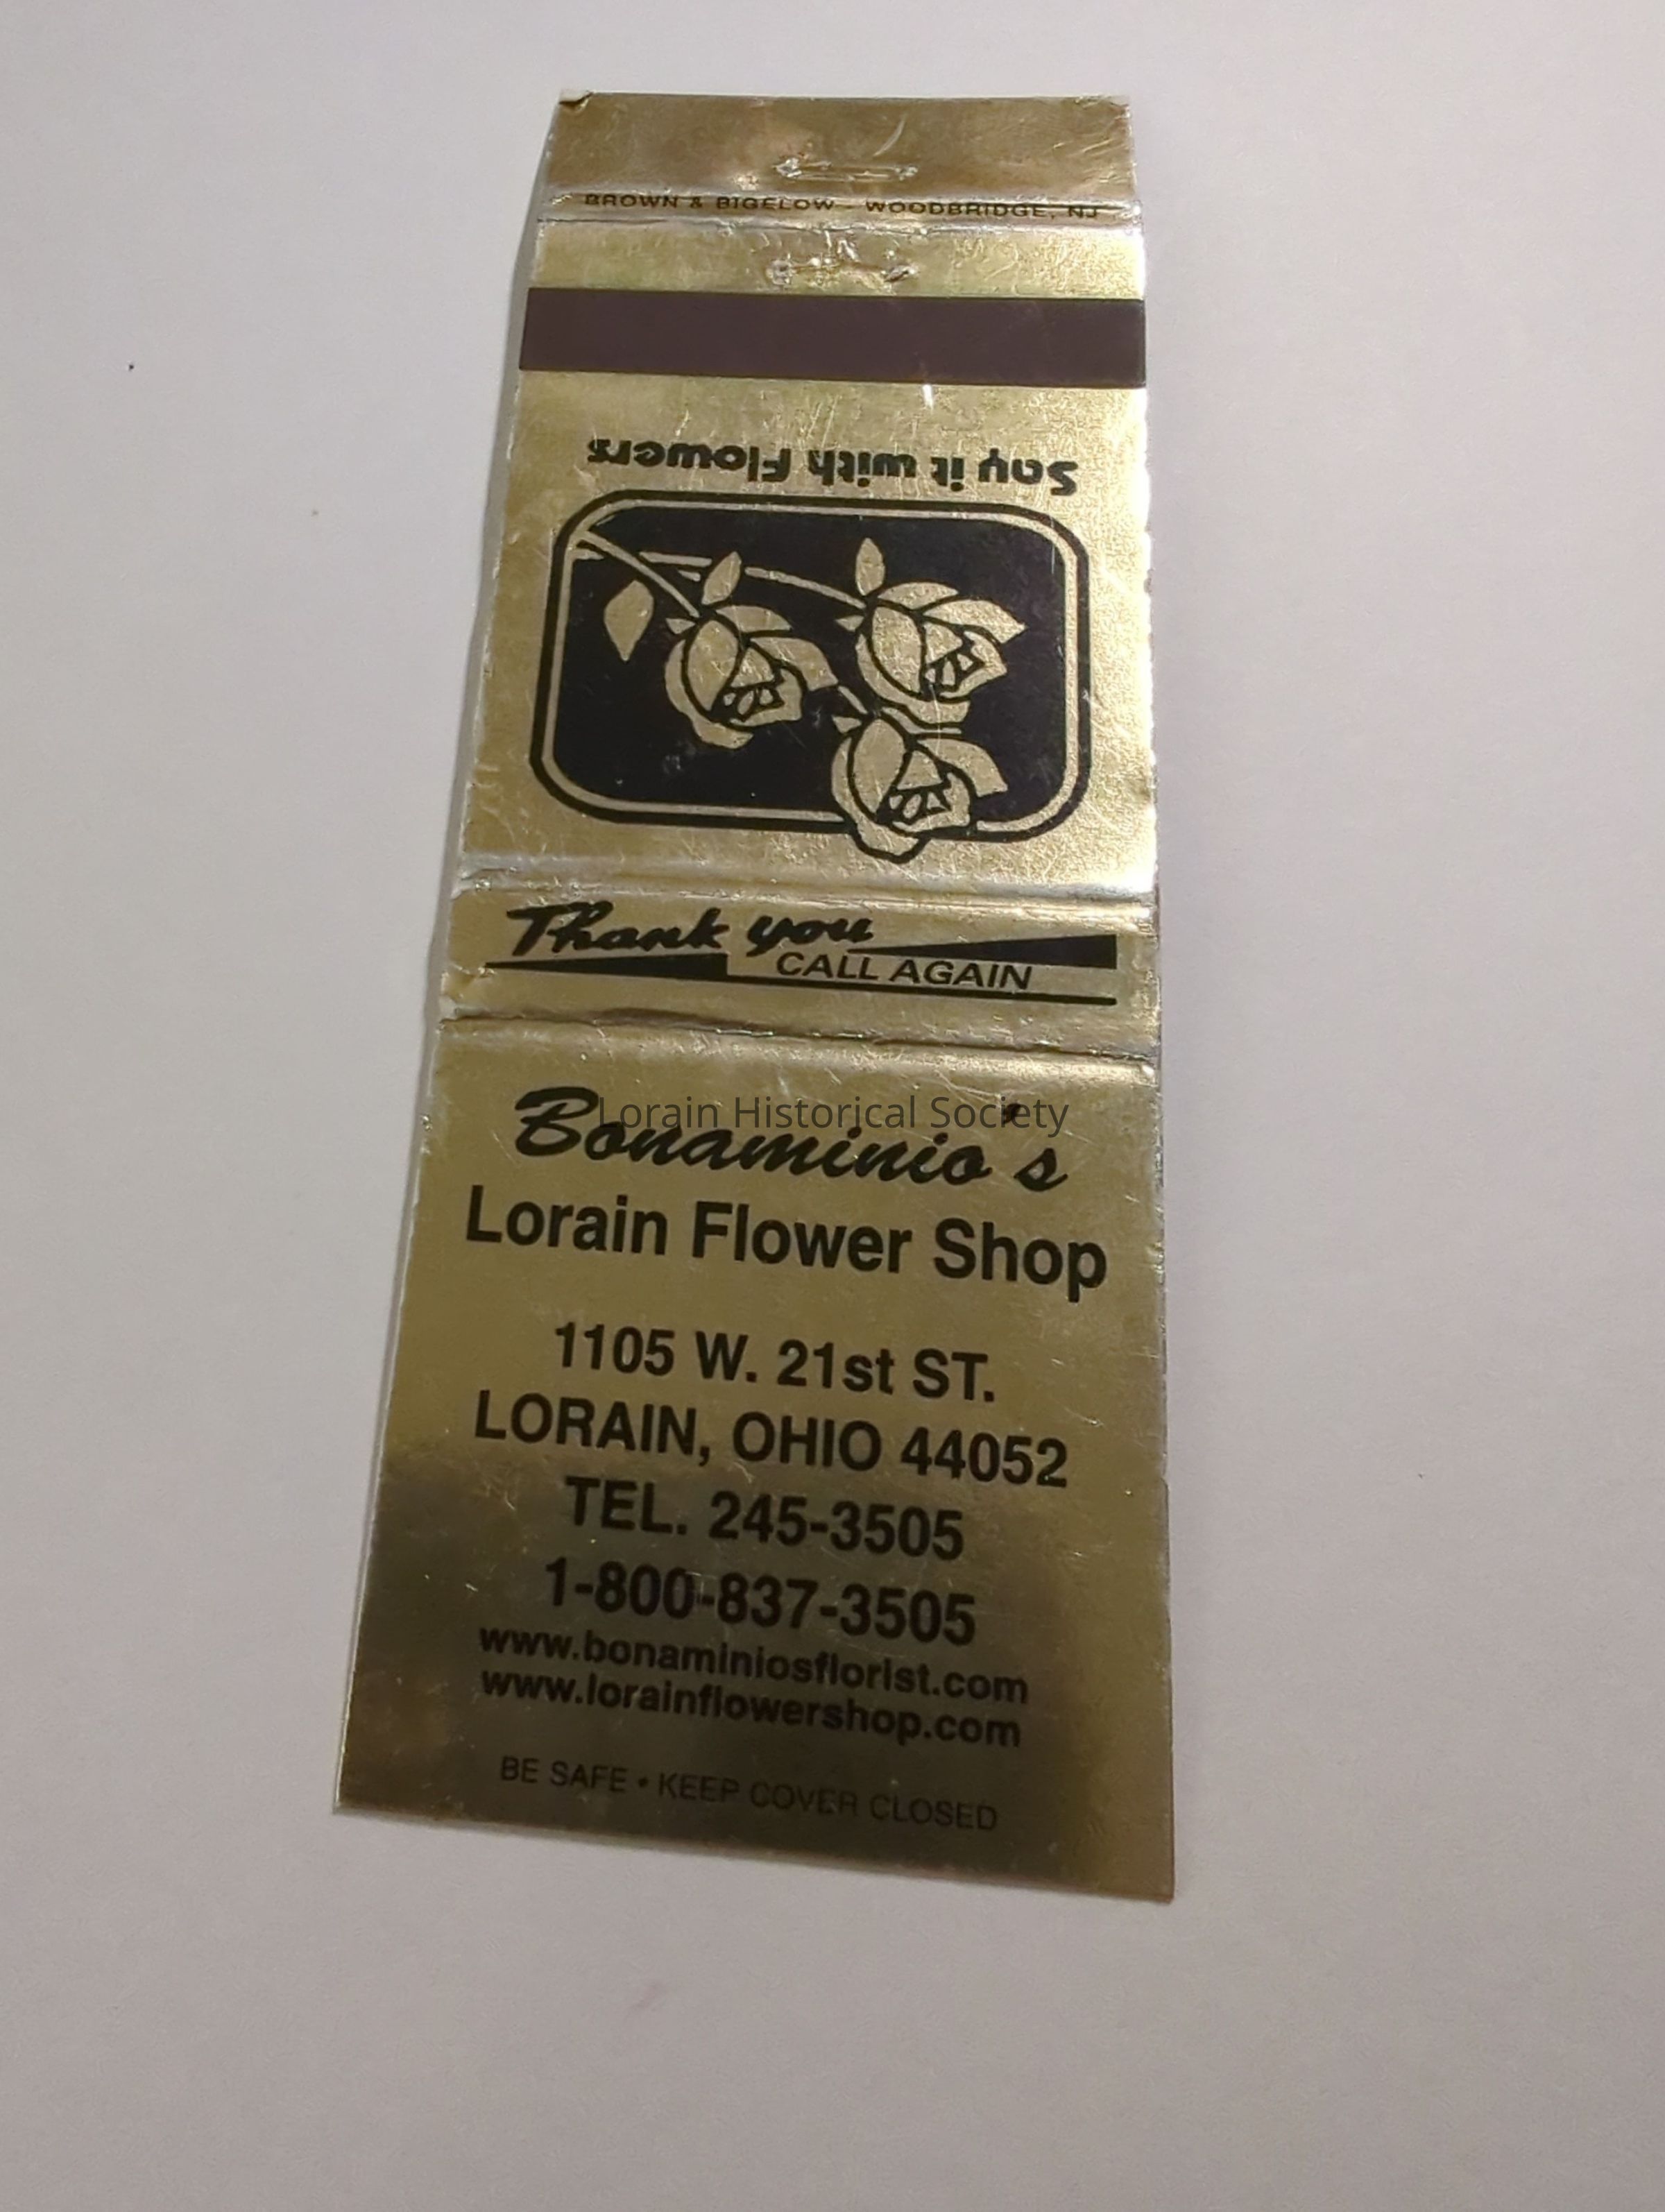 BROWN & BIGELOW - WOODBRIDGE, NJ
Say it with Flowers
Thank you
CALL AGAIN
Lorain Historical Society
Bonaminio's
Lorain Flower Shop
1105 W. 21st ST.
LORAIN, OHIO 44052
TEL. 245-3505
1-800-837-3505
www.bonaminiosflorist.com
www.lorainflowershop.com
BE SAFE • KEEP COVER CLOSED